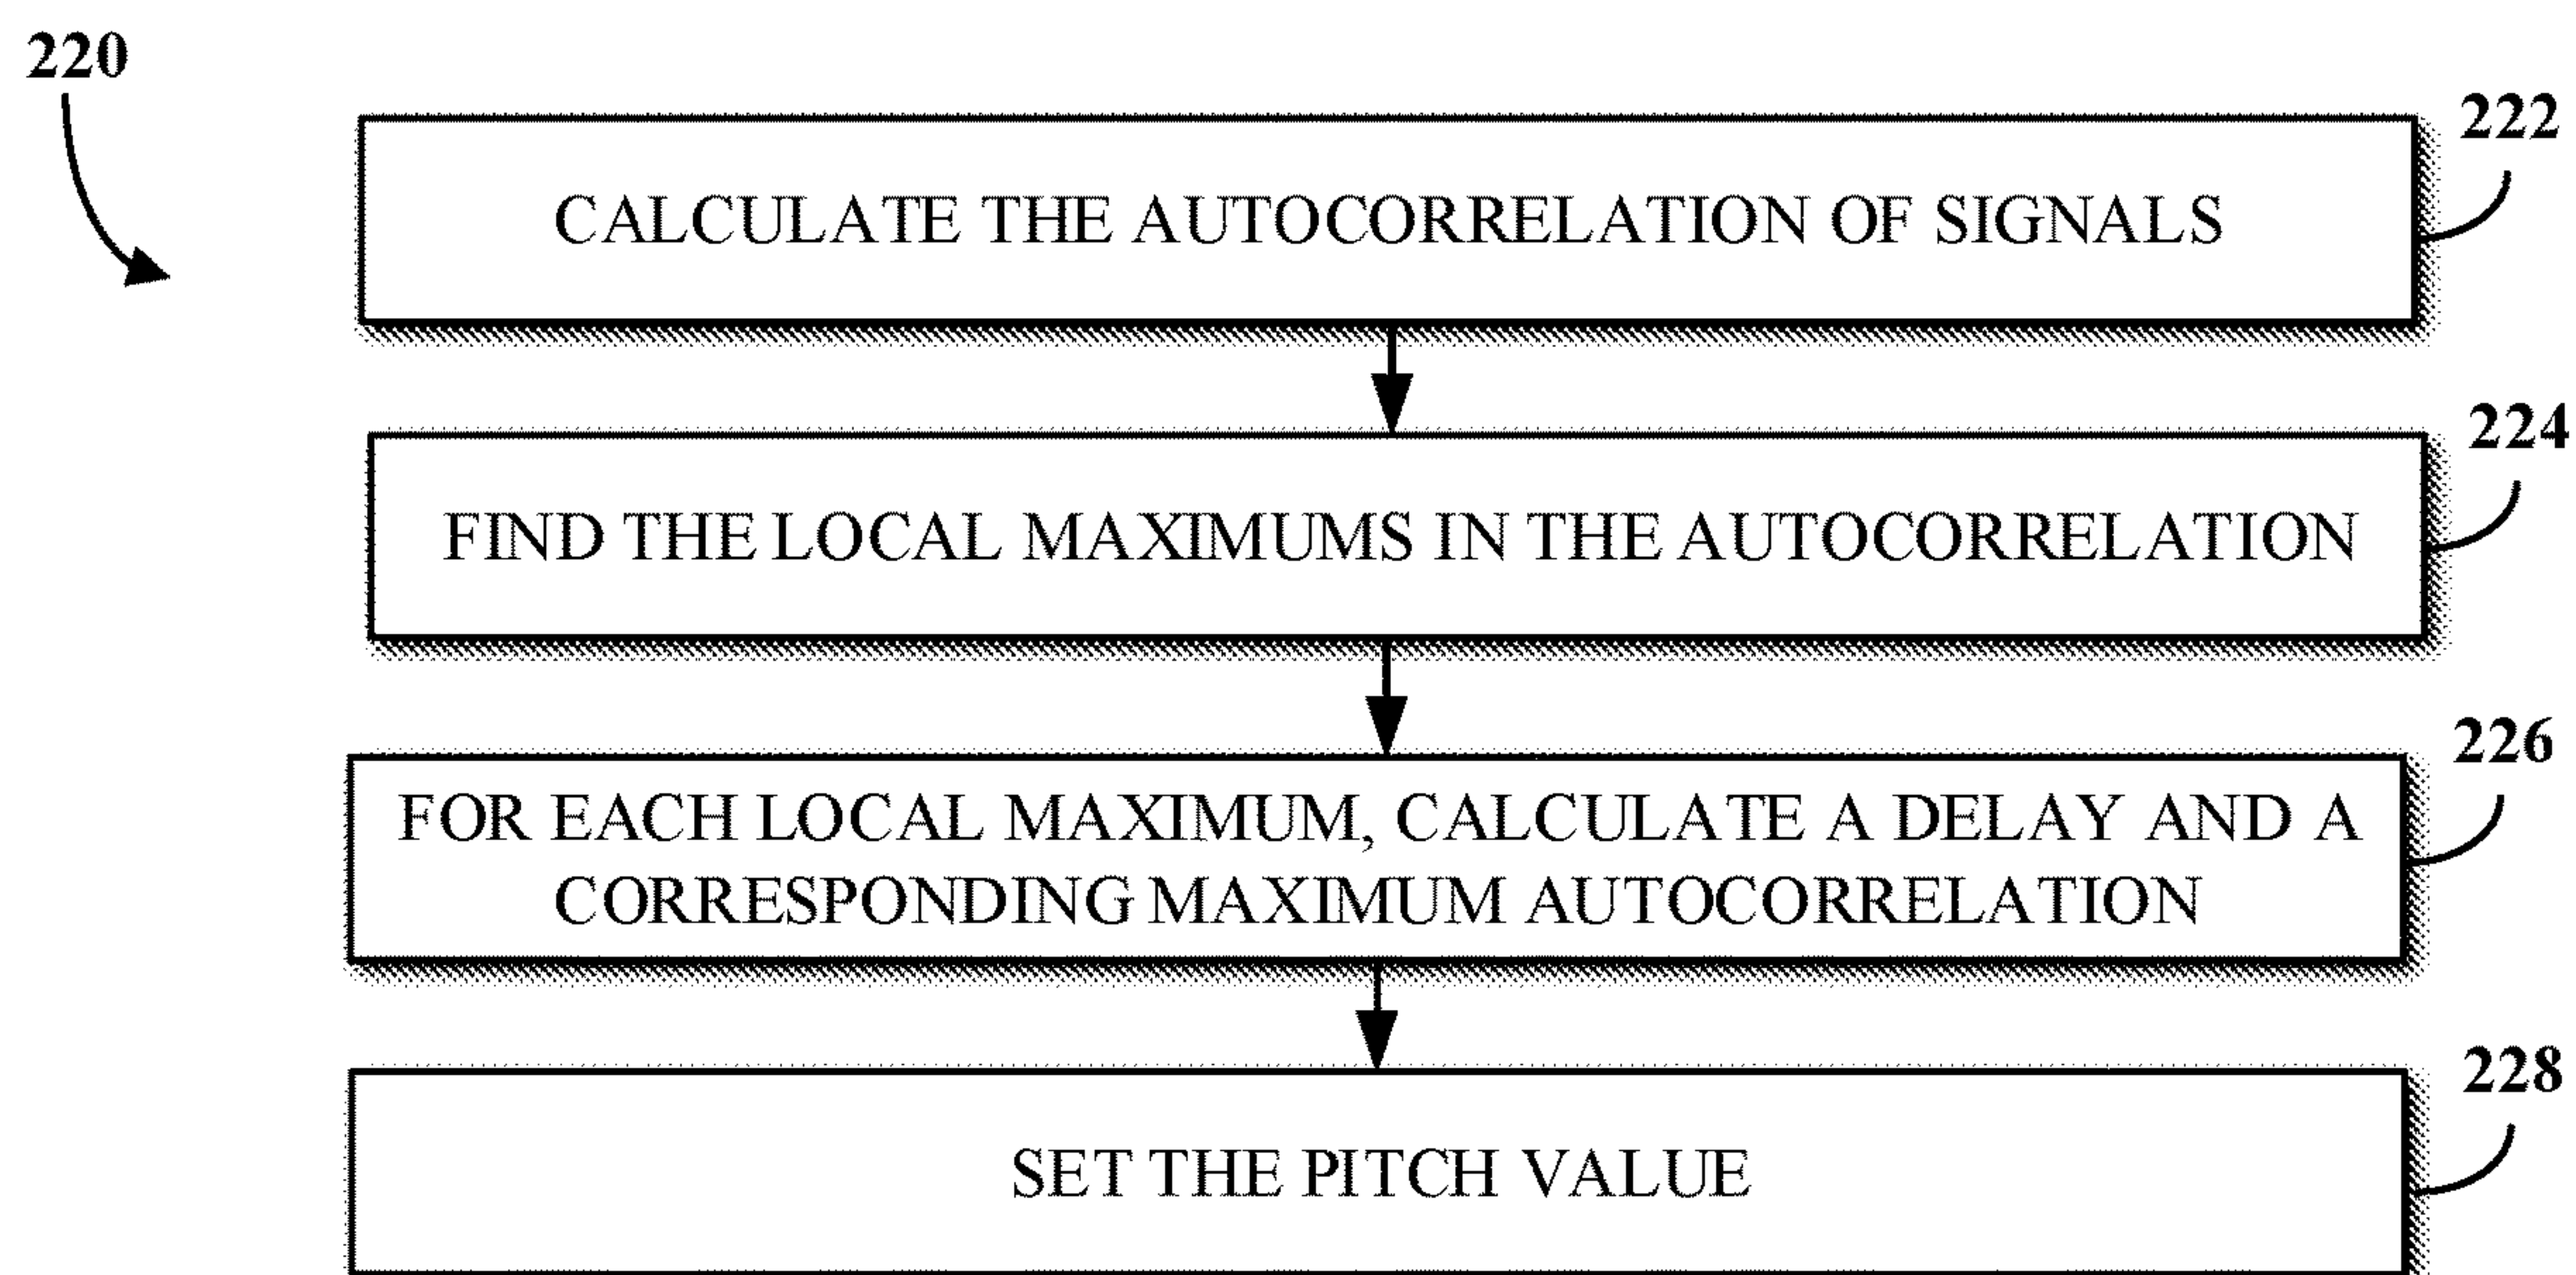 220
222
CALCULATE THE AUTOCORRELATION OF SIGNALS
224
FIND THE LOCAL MAXIMUMS IN THE AUTOCORRELATION
226
FOR EACH LOCAL MAXIMUM, CALCULATE A DELAY AND A
CORRESPONDING MAXIMUM AUTOCORRELATION
228
SET THE PITCH VALUE